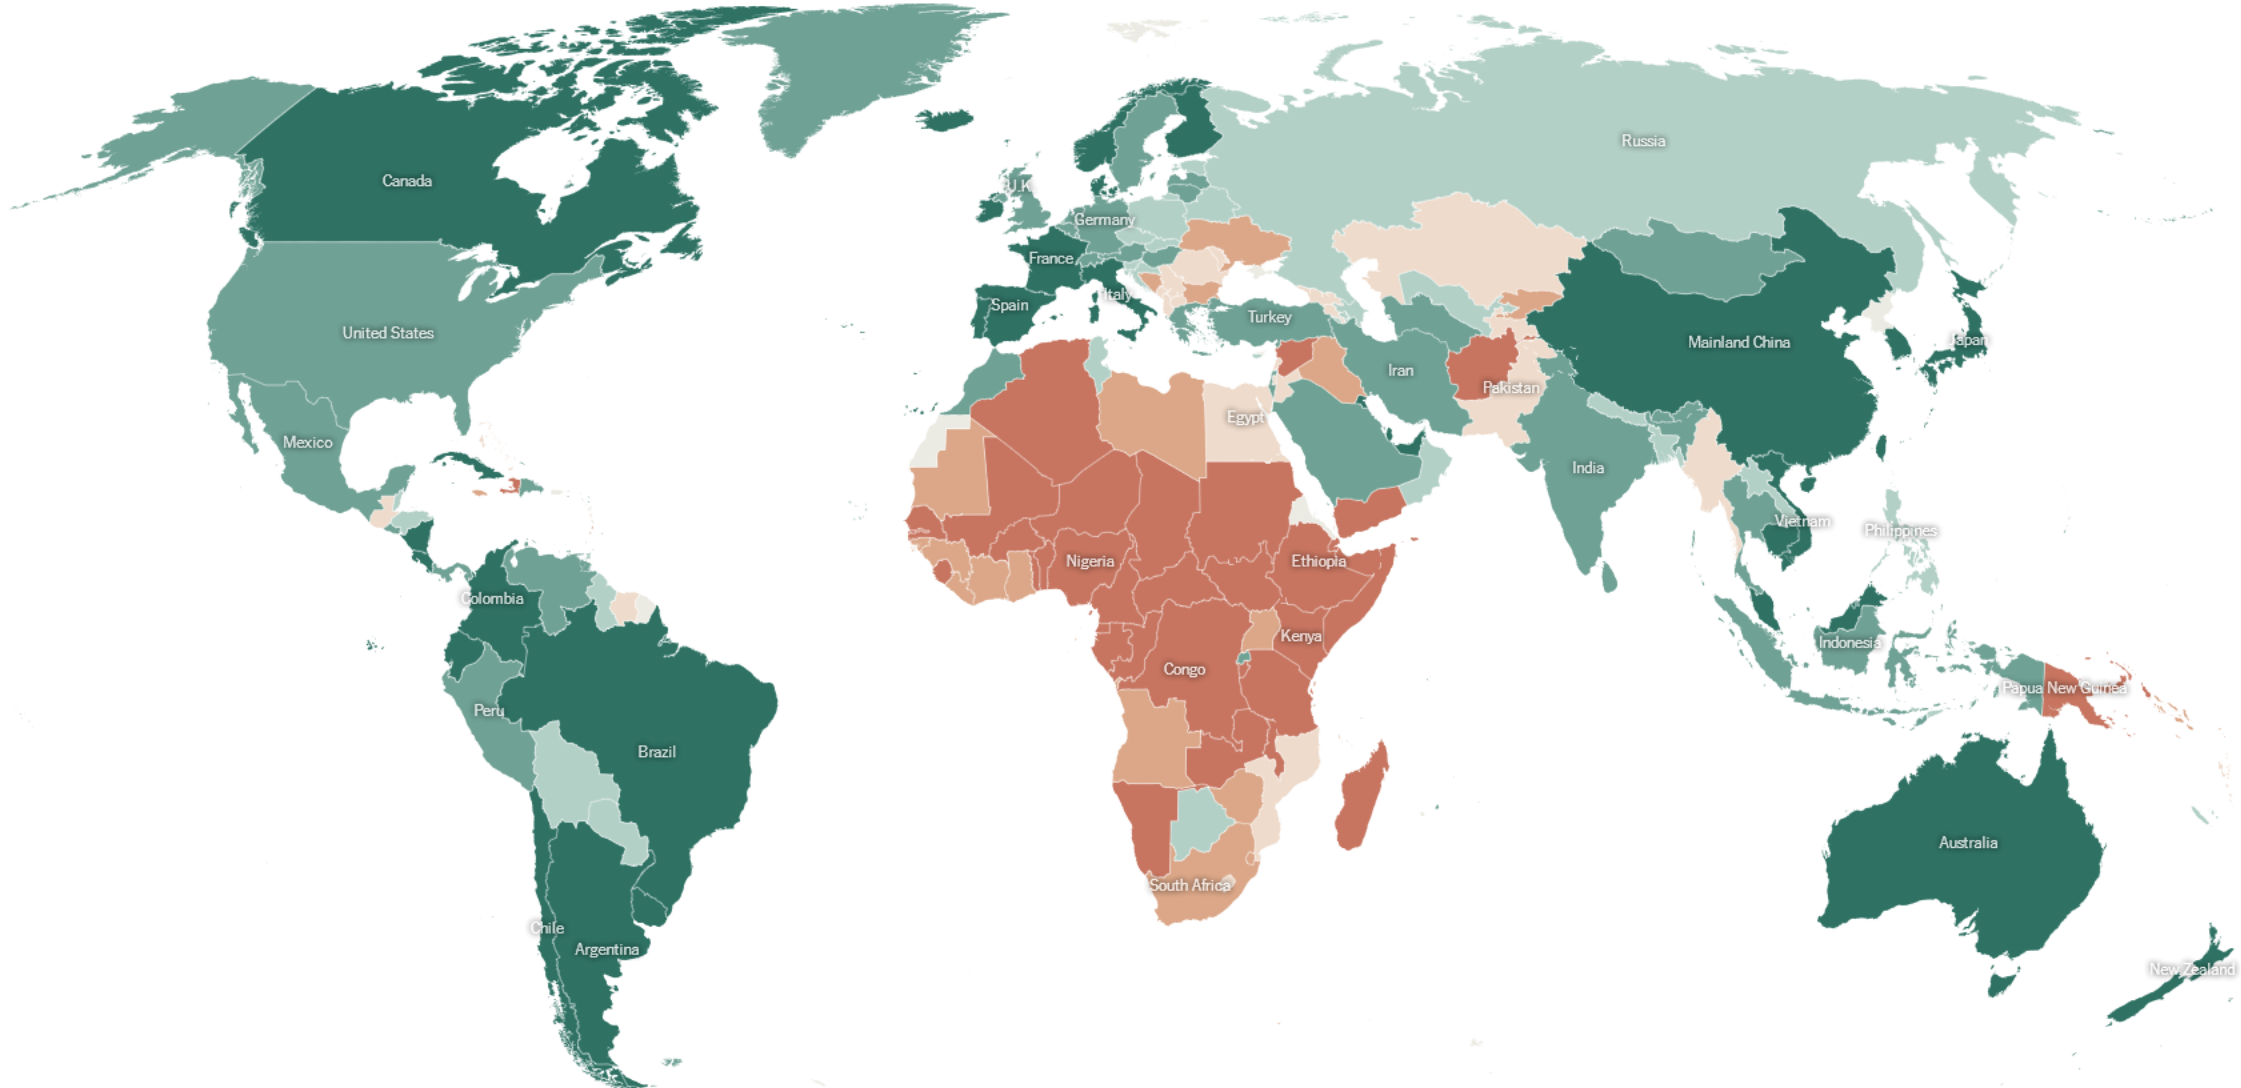 Russia
Canada
U.K.
Germany
France
Italy
Spain
Turkey
United States
Mainland China
Japan
Iran
Pakistan
Egypt
Mexico
India
Vietnam
Philippines
Nigeria
Ethiopia
Colombia
Kenya
Indonesia
Congo
Papua New Guinea
Peru
Brazil
Australia
South Africa
Chile
Argentina
New Zealand